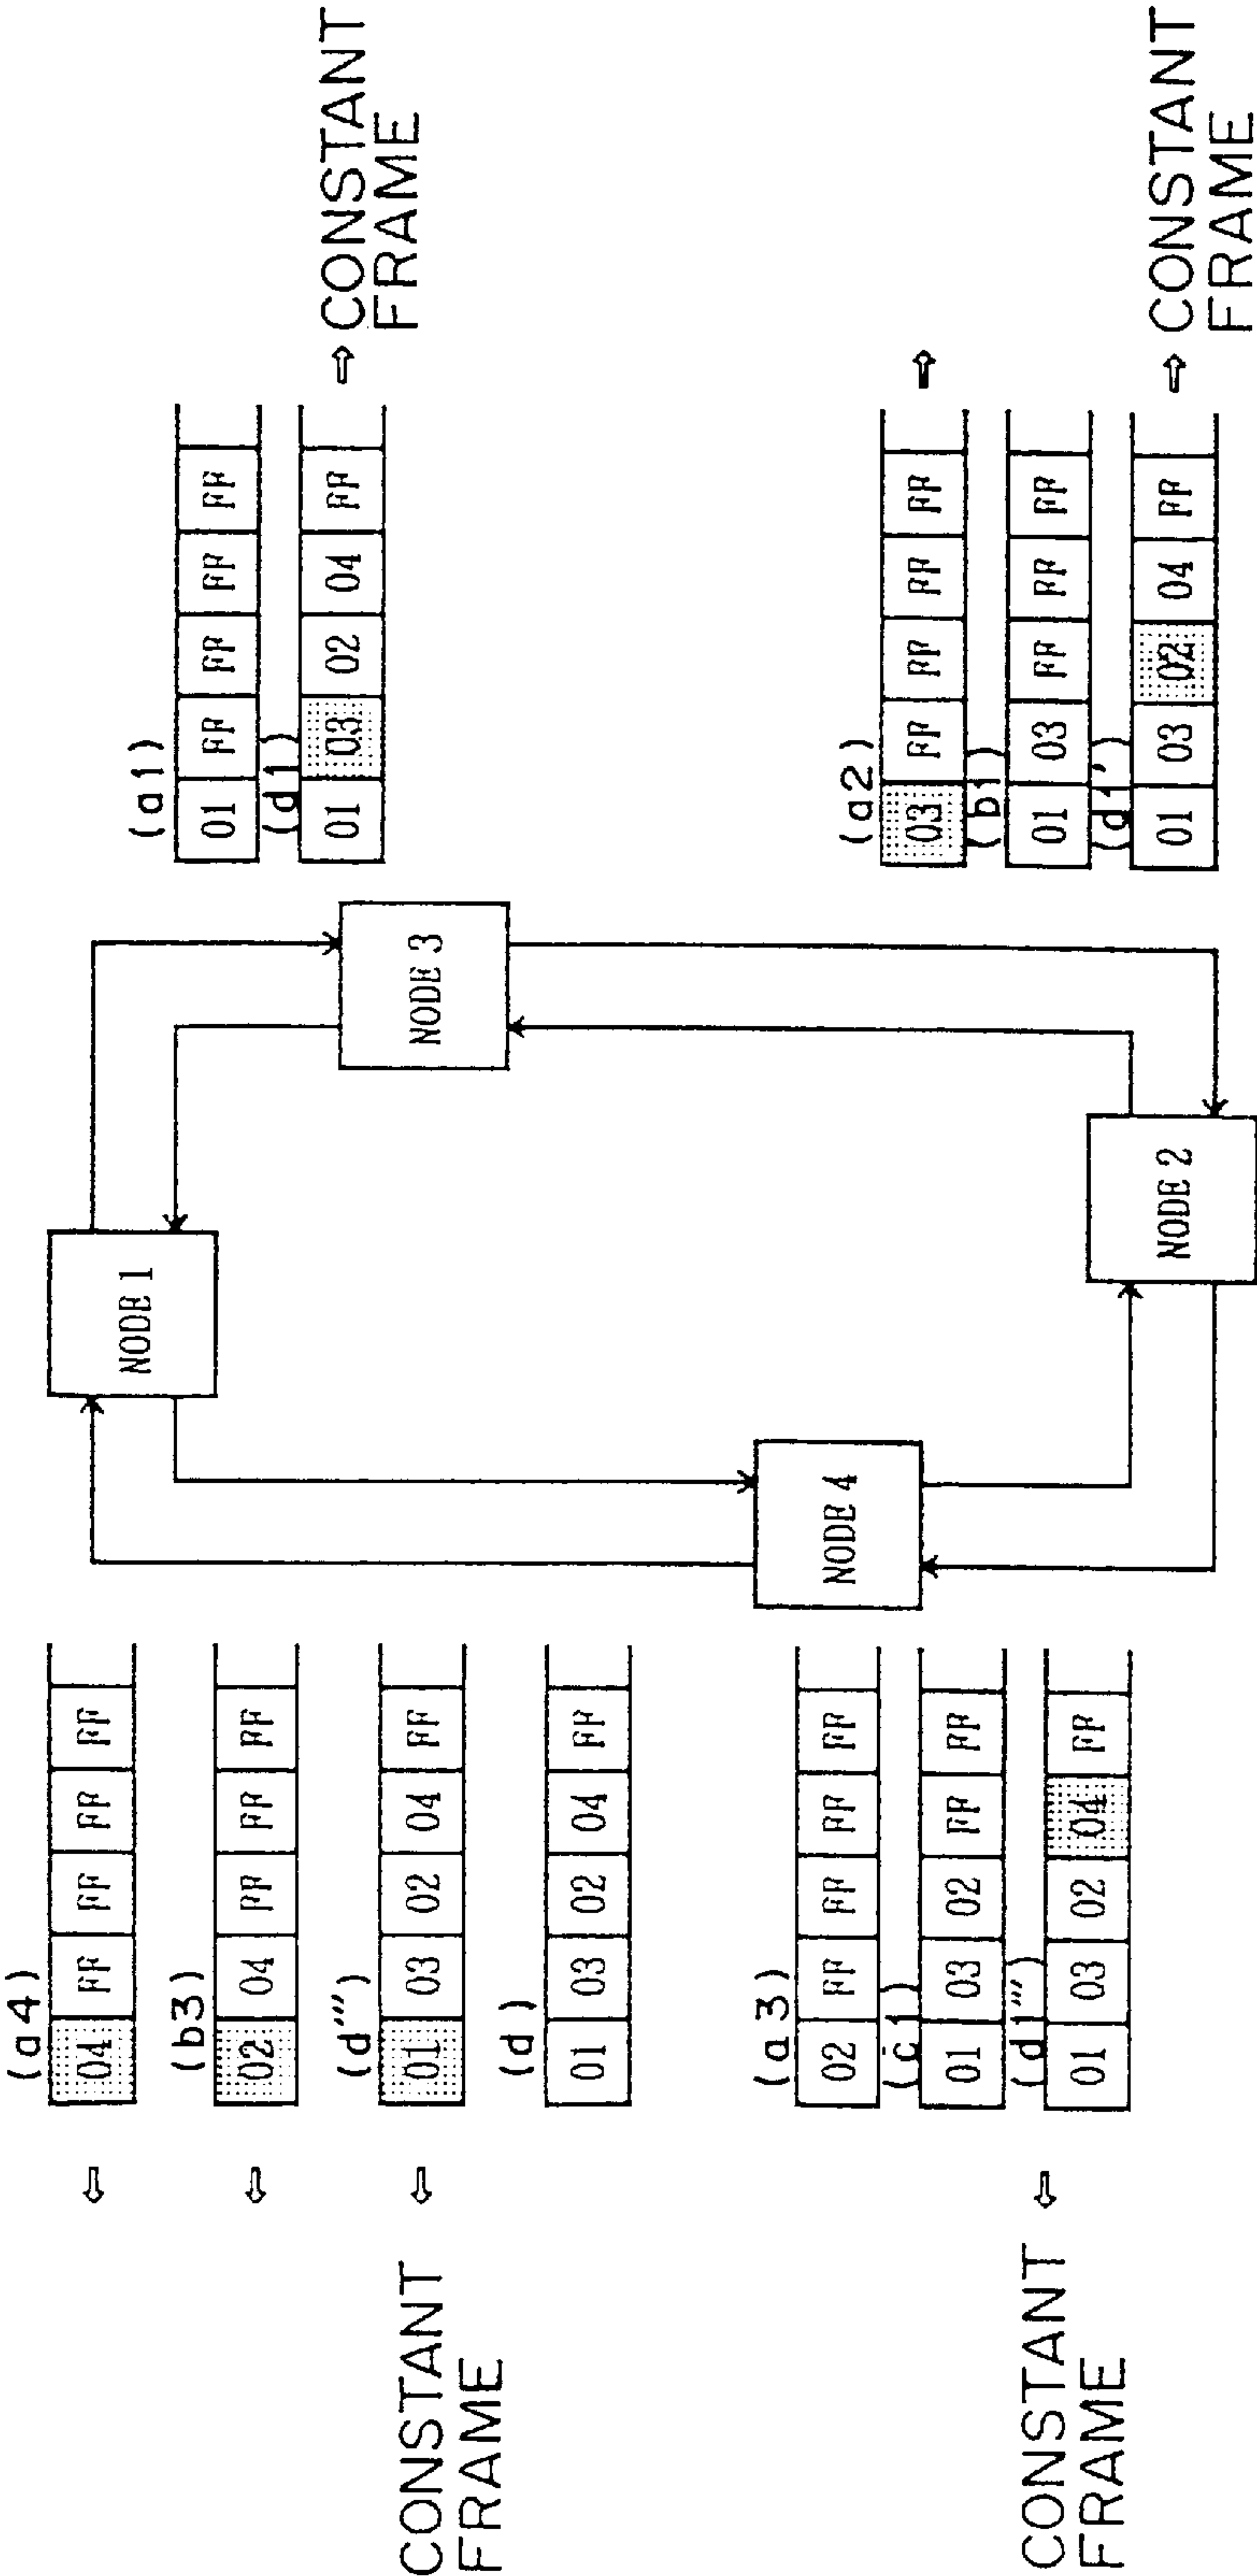 (a4)
04 FF FF FF FF
(b3)
02 04 FF FF FF
(d''')
01 03 02 04 FF
CONSTANT
FRAME
(d)
01 03 02 04 FF
(a3)
02 FF FF FF FF
(c1)
01 03 02 FF FF
(d1''')
01 03 02 04 FF
CONSTANT
FRAME
NODE 1
NODE 3
NODE 4
NODE 2
(a1)
01 FF FF FF FF
(d1)
01 03 02 04 FF
CONSTANT
FRAME
(a2)
03 FF FF FF FF
(b1)
01 03 FF FF FF
(d1')
01 03 02 04 FF
CONSTANT
FRAME